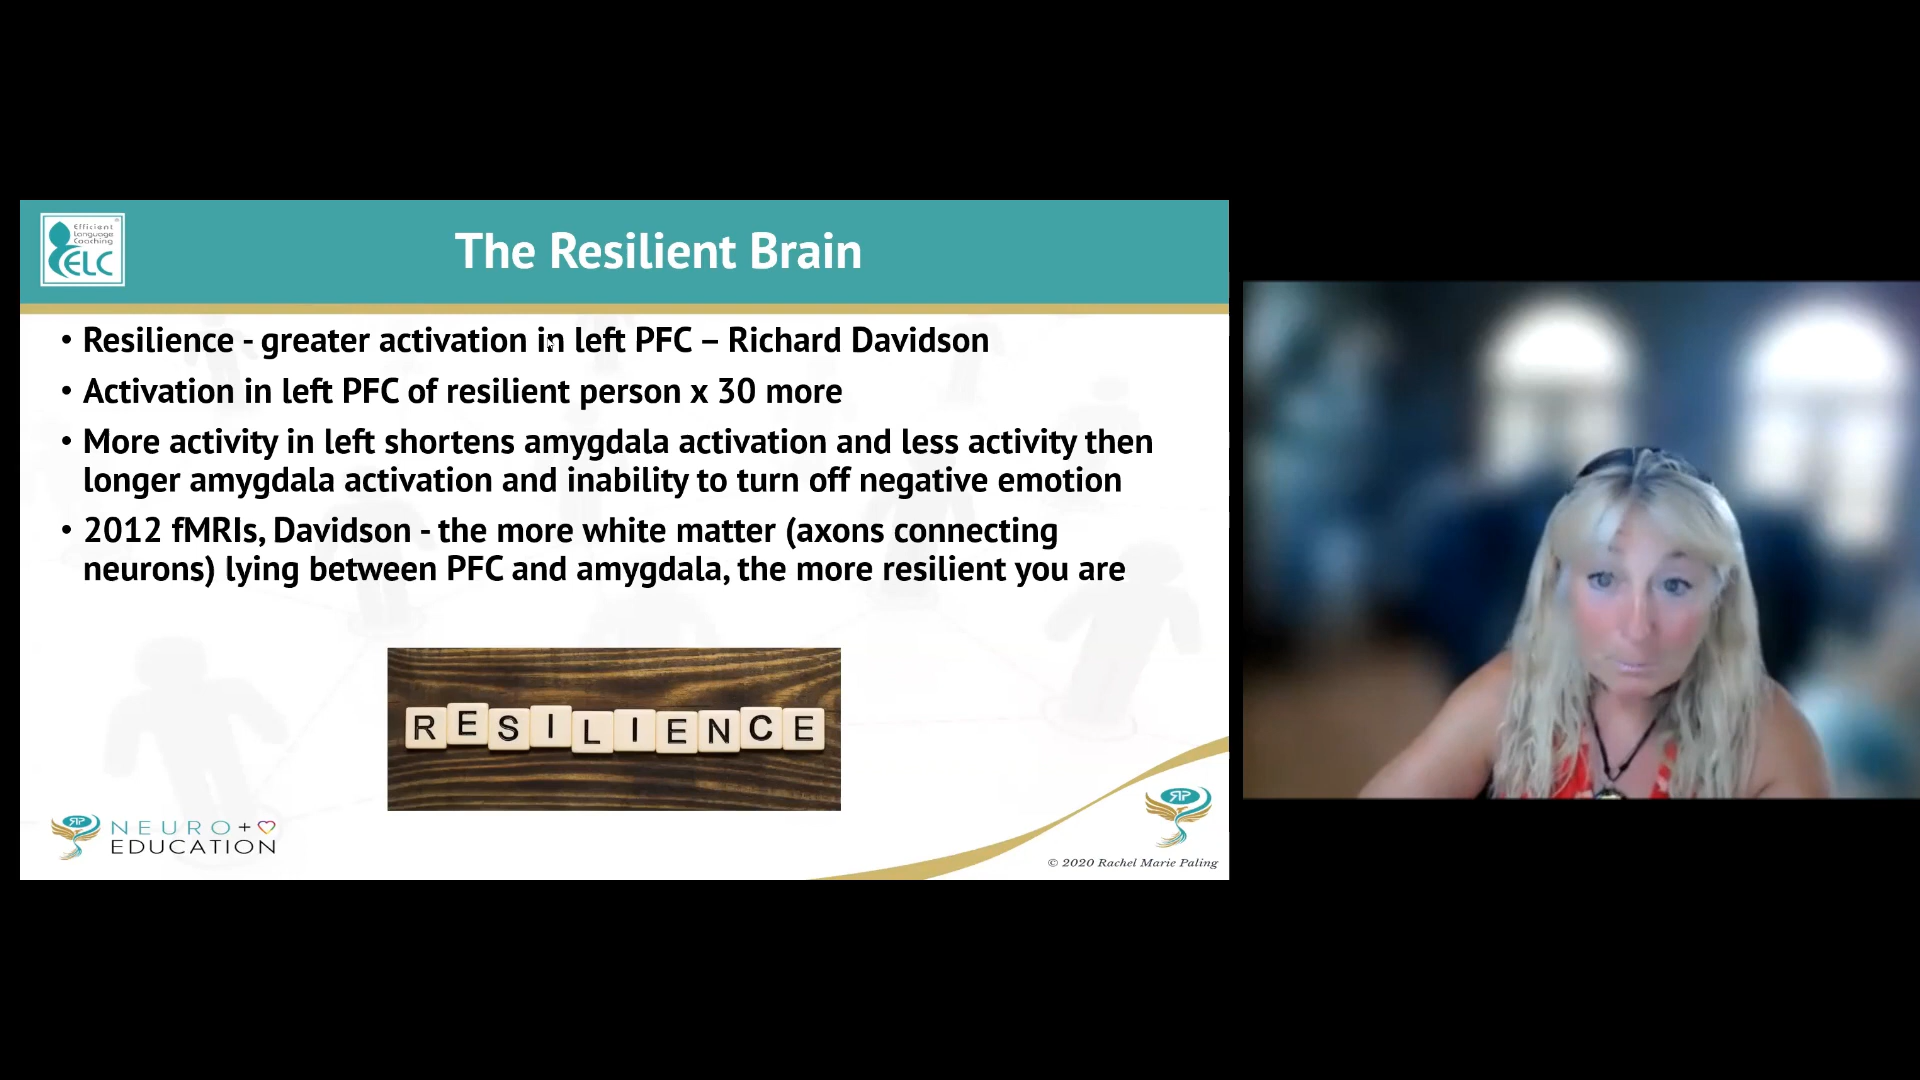 Efficient
Language
Coaching
ELC
The Resilient Brain
• Resilience - greater activation in left PFC – Richard Davidson
• Activation in left PFC of resilient person x 30 more
• More activity in left shortens amygdala activation and less activity then
longer amygdala activation and inability to turn off negative emotion
• 2012 fMRIs, Davidson - the more white matter (axons connecting
neurons) lying between PFC and amygdala, the more resilient you are
RESILIENCE
NEURO+
EDUCATION
© 2020 Rachel Marie Paling